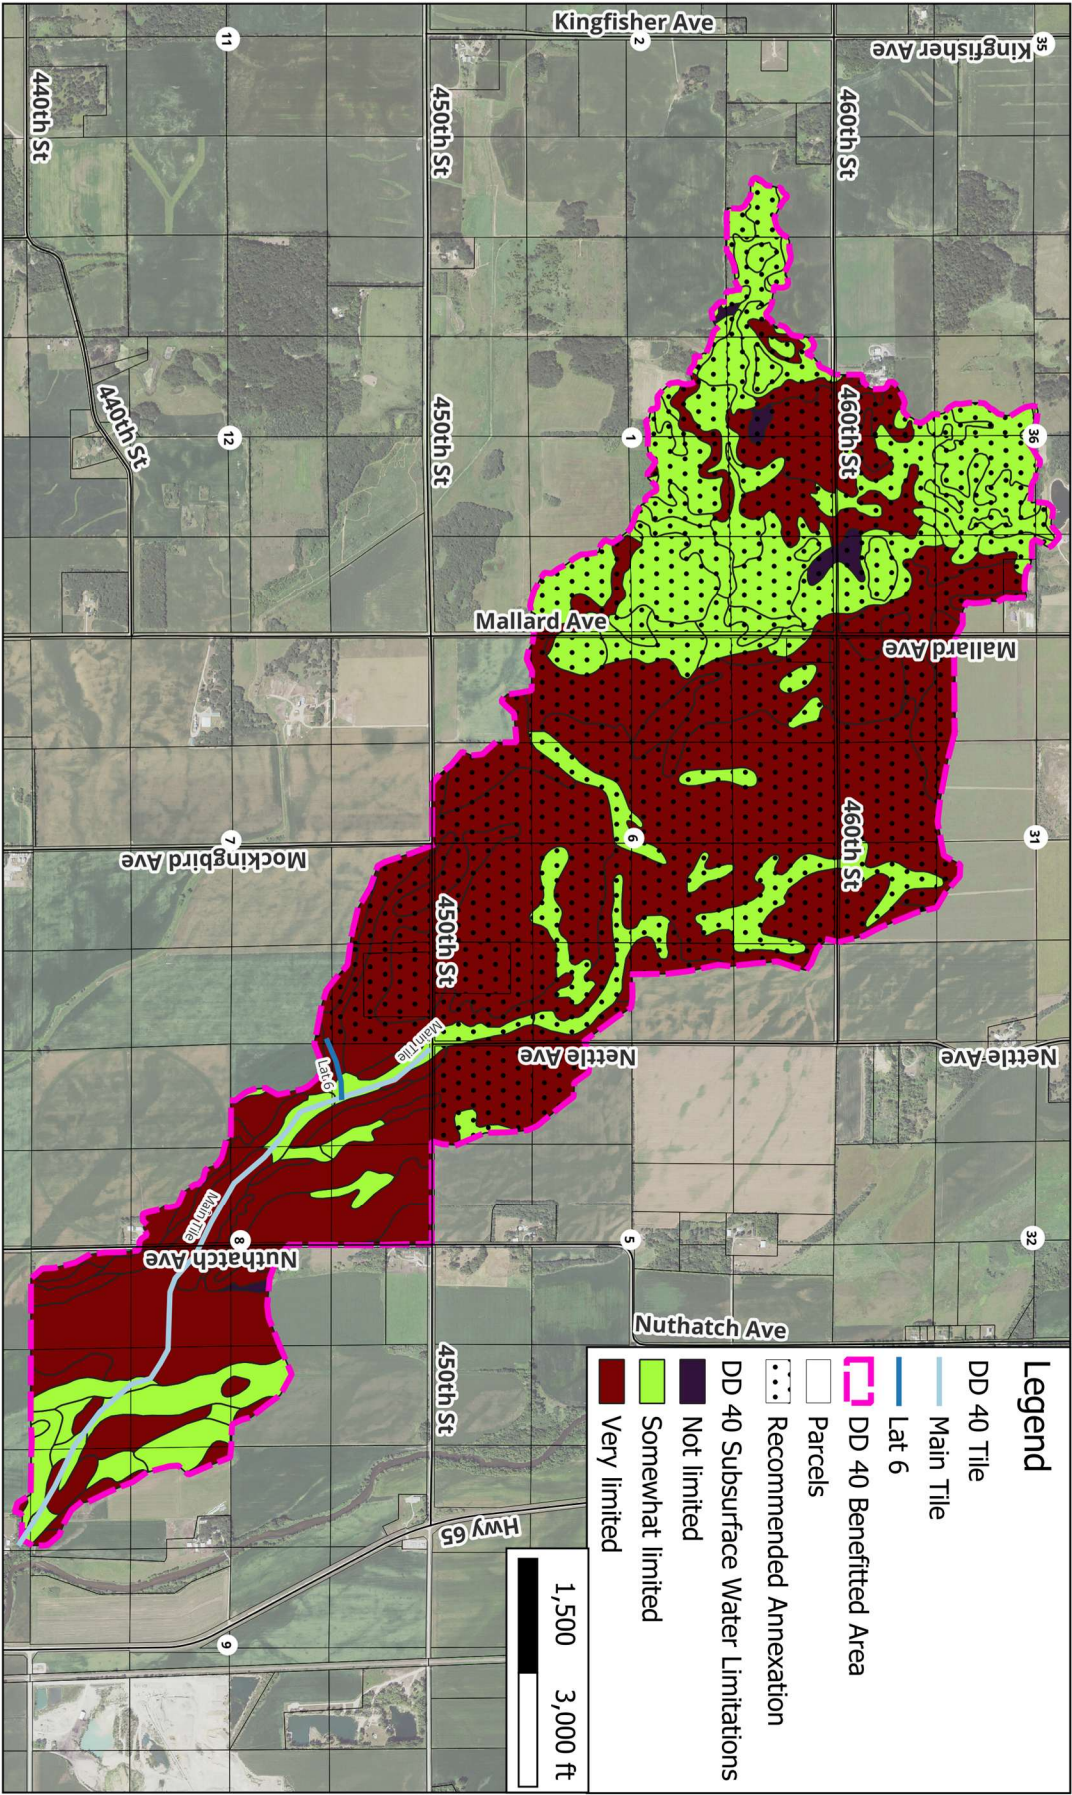 Kingfisher Ave
Kingfisher Ave
35
2
11
440th St
450th St
460th St
36
1
12
440th St
450th St
460th St
Mallard Ave
Mallard Ave
31
6
7
Mockingbird Ave
460th St
450th St
Main Tile
Lat 6
Nettle Ave
Nettle Ave
Main Tile
8
5
32
Nuthatch Ave
Nuthatch Ave
450th St
Hwy 65
9
Legend
DD 40 Tile
Main Tile
Lat 6
DD 40 Benefitted Area
Parcels
Recommended Annexation
DD 40 Subsurface Water Limitations
Not limited
Somewhat limited
Very limited
1,500
3,000 ft